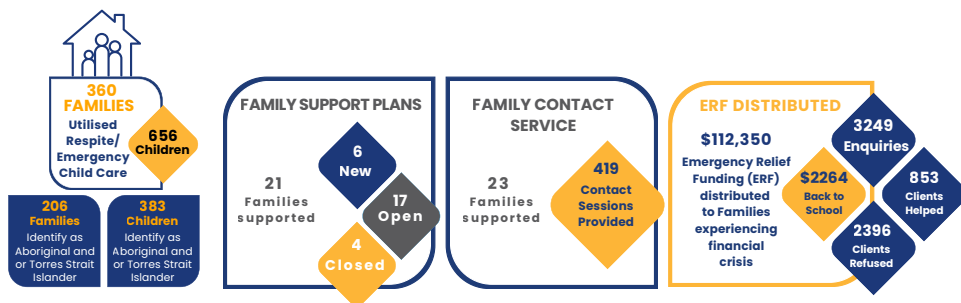 360
FAMILIES
Utilised
Respite/
Emergency
Child Care
656
Children
206
Families
Identify as
Aboriginal and
or Torres Strait
Islander
383
Children
Identify as
Aboriginal and
or Torres Strait
Islander
FAMILY SUPPORT PLANS
21
Families
supported
6
New
17
Open
4
Closed
FAMILY CONTACT
SERVICE
23
Families
supported
419
Contact
Sessions
Provided
ERF DISTRIBUTED
$112,350
Emergency Relief
Funding (ERF)
distributed
to Families
experiencing
financial
crisis
3249
Enquiries
$2264
Back to
School
853
Clients
Helped
2396
Clients
Refused